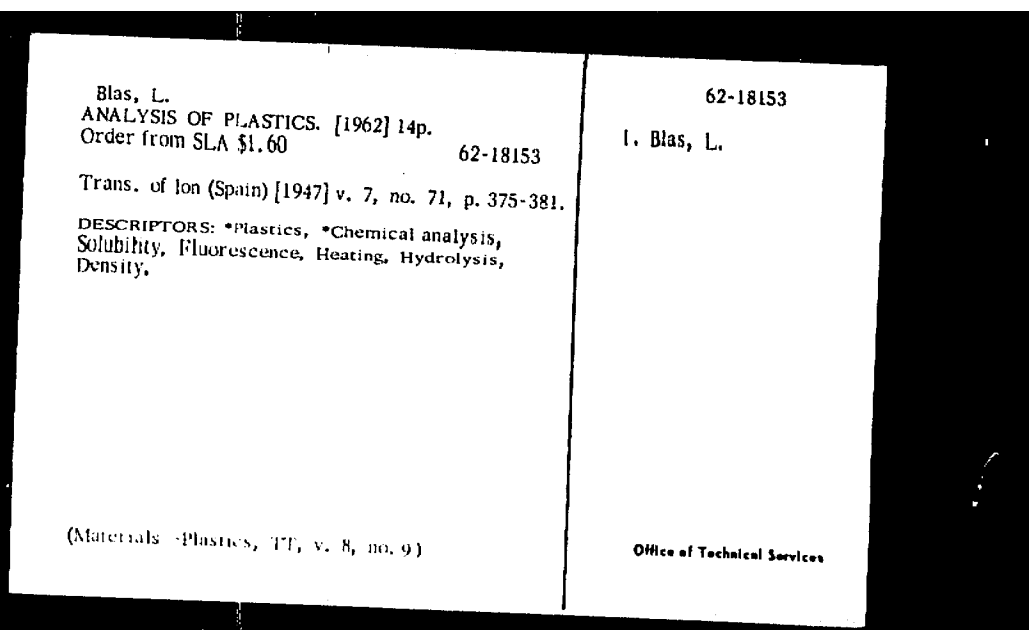 Blas, L.
ANALYSIS OF PLASTICS. [1962] 14p.
Order from SLA $1.60 62-18153
Trans. of Ion (Spain) [1947] v. 7, no. 71, p. 375-381.
DESCRIPTORS: *Plastics, *Chemical analysis,
Solubility, Fluorescence, Heating, Hydrolysis,
Density.
(Materials--Plastics, TT, v. 8, no. 9)
62-18153
I. Blas, L.
Office of Technical Services